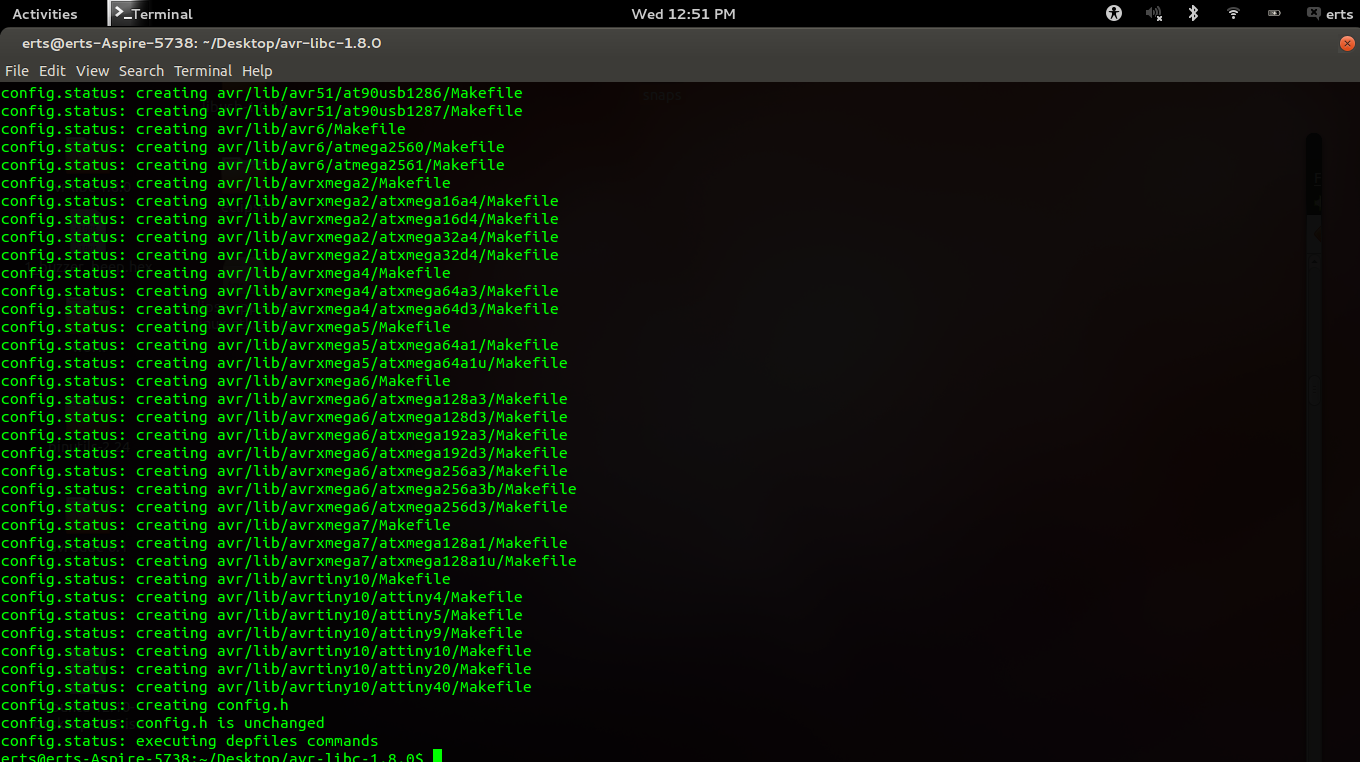 Activities
>_Terminal
Wed 12:51 PM
erts
erts@erts-Aspire-5738: ~/Desktop/avr-libc-1.8.0
File Edit View Search Terminal Help
snaps
config.status: creating avr/lib/avr51/at90usb1286/Makefile
config.status: creating avr/lib/avr51/at90usb1287/Makefile
config.status: creating avr/lib/avr6/Makefile
config.status: creating avr/lib/avr6/atmega2560/Makefile
config.status: creating avr/lib/avr6/atmega2561/Makefile
config.status: creating avr/lib/avrxmega2/Makefile
config.status: creating avr/lib/avrxmega2/atxmega16a4/Makefile
config.status: creating avr/lib/avrxmega2/atxmega16d4/Makefile
config.status: creating avr/lib/avrxmega2/atxmega32a4/Makefile
config.status: creating avr/lib/avrxmega2/atxmega32d4/Makefile
config.status: creating avr/lib/avrxmega4/Makefile
config.status: creating avr/lib/avrxmega4/atxmega64a3/Makefile
config.status: creating avr/lib/avrxmega4/atxmega64d3/Makefile
config.status: creating avr/lib/avrxmega5/Makefile
config.status: creating avr/lib/avrxmega5/atxmega64a1/Makefile
config.status: creating avr/lib/avrxmega5/atxmega64a1u/Makefile
config.status: creating avr/lib/avrxmega6/Makefile
config.status: creating avr/lib/avrxmega6/atxmega128a3/Makefile
config.status: creating avr/lib/avrxmega6/atxmega128d3/Makefile
config.status: creating avr/lib/avrxmega6/atxmega192a3/Makefile
config.status: creating avr/lib/avrxmega6/atxmega192d3/Makefile
config.status: creating avr/lib/avrxmega6/atxmega256a3/Makefile
config.status: creating avr/lib/avrxmega6/atxmega256a3b/Makefile
config.status: creating avr/lib/avrxmega6/atxmega256d3/Makefile
config.status: creating avr/lib/avrxmega7/Makefile
config.status: creating avr/lib/avrxmega7/atxmega128a1/Makefile
config.status: creating avr/lib/avrxmega7/atxmega128a1u/Makefile
config.status: creating avr/lib/avrtiny10/Makefile
config.status: creating avr/lib/avrtiny10/attiny4/Makefile
config.status: creating avr/lib/avrtiny10/attiny5/Makefile
config.status: creating avr/lib/avrtiny10/attiny9/Makefile
config.status: creating avr/lib/avrtiny10/attiny10/Makefile
config.status: creating avr/lib/avrtiny10/attiny20/Makefile
config.status: creating avr/lib/avrtiny10/attiny40/Makefile
config.status: creating config.h
config.status: config.h is unchanged
config.status: executing depfiles commands
erts@erts-Aspire-5738:~/Desktop/avr-libc-1.8.0$